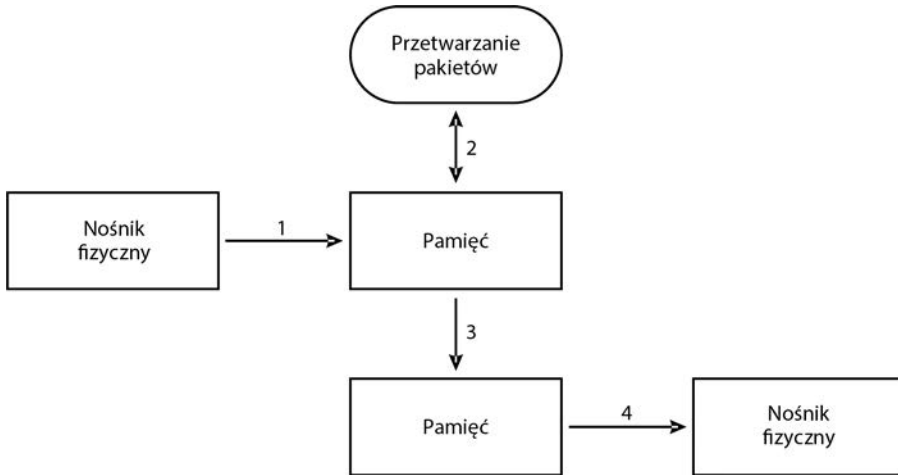 Przetwarzanie
pakietów
2
Nośnik
fizyczny
1
Pamięć
3
Pamięć
4
Nośnik
fizyczny